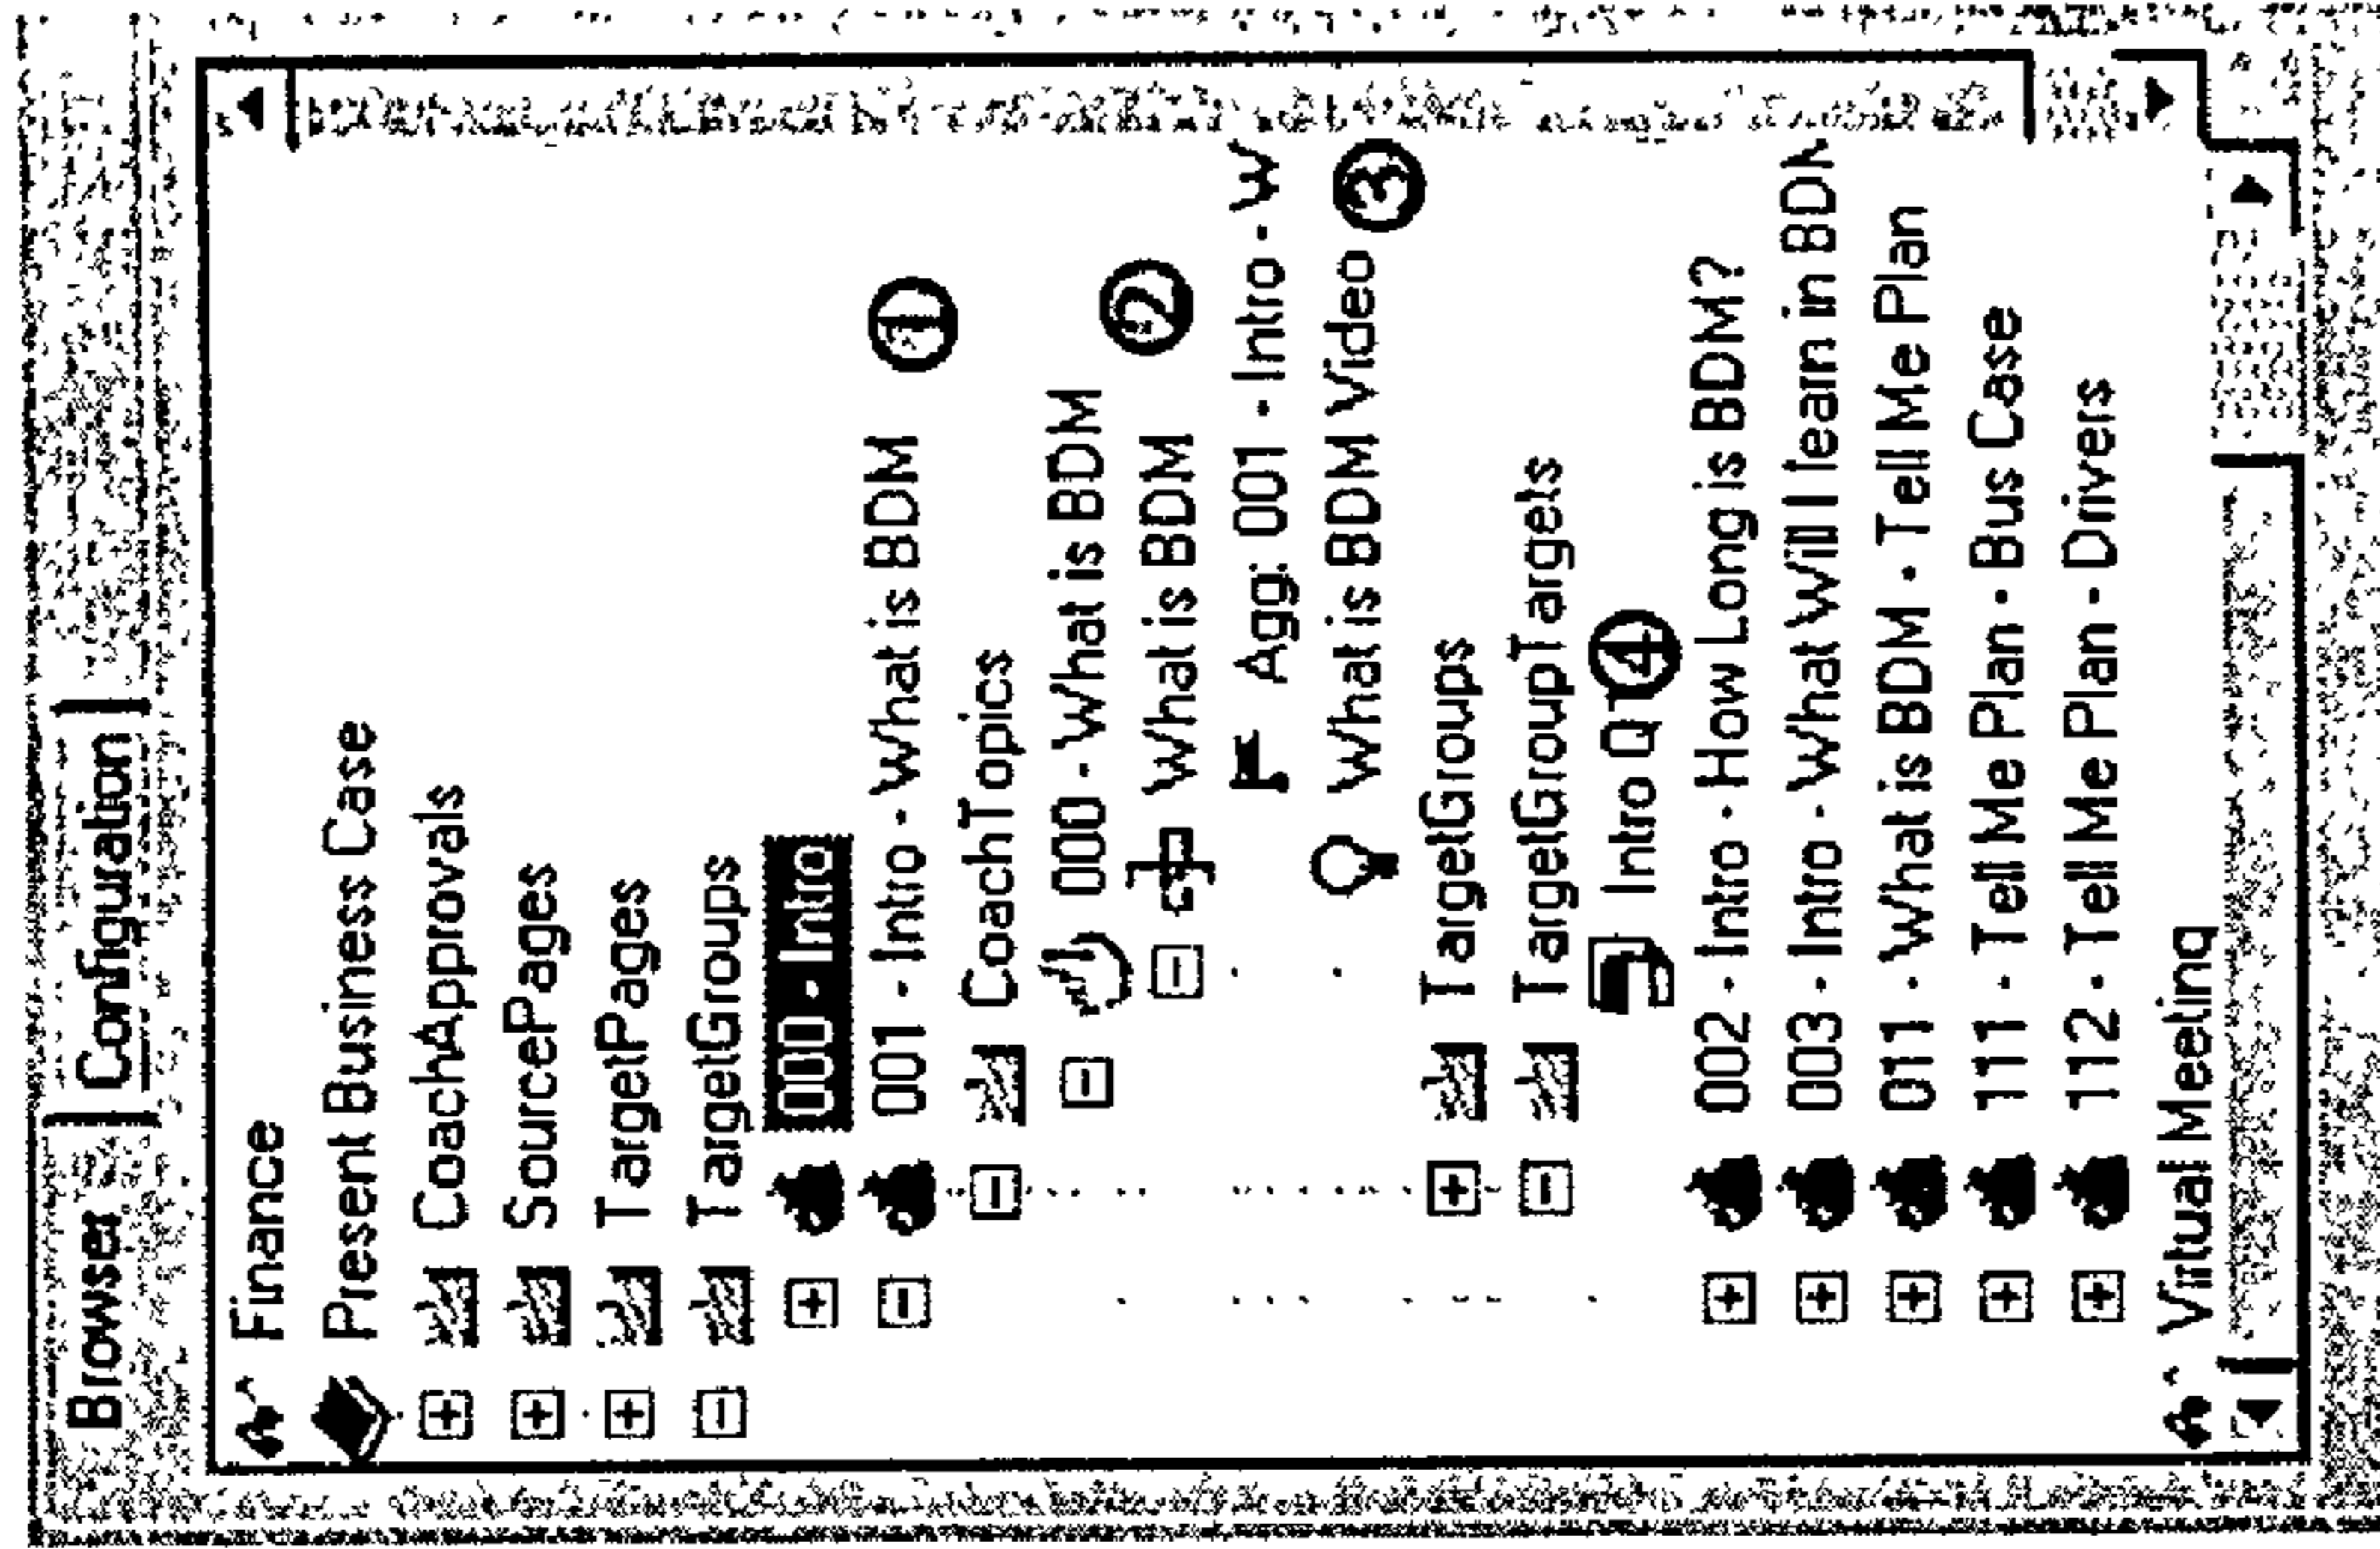 Browser Configuration
Finance
Present Business Case
CoachApprovals
SourcePages
TargetPages
TargetGroups
000 - Intro
001 - Intro - What is BDM 1
CoachTopics
000 - What is BDM
What is BDM 2
Agg: 001 - Intro - W
What is BDM Video 3
TargetGroups
TargetGroupTargets
Intro QT 4
002 - Intro - How Long is BDM?
003 - Intro - What Will I learn in BDM
011 - What is BDM - Tell Me Plan
111 - Tell Me Plan - Bus Case
112 - Tell Me Plan - Drivers
Virtual Meeting